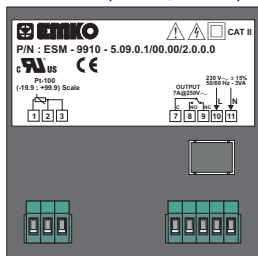 EMKO CAT II
P/N : ESM - 9910 - 5.09.0.1/00.00/2.0.0.0
c RU US CE
Pt-100
(-19.9 ; +99.9) Scale
230 V ± 15%
50/60 Hz - 3VA
OUTPUT
7A@250V
L N
C NO NC
1 2 3 7 8 9 10 11